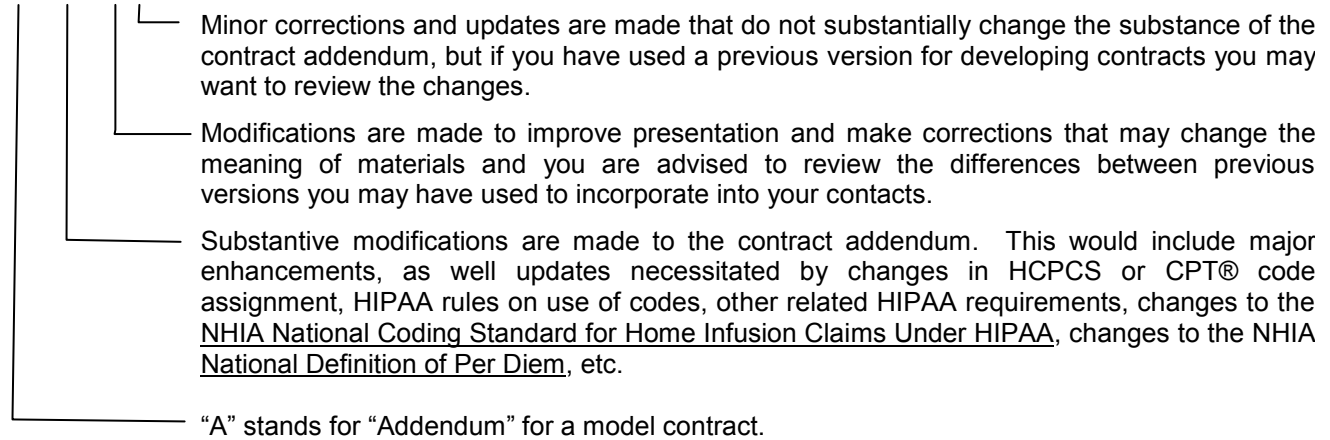 Minor corrections and updates are made that do not substantially change the substance of the
contract addendum, but if you have used a previous version for developing contracts you may
want to review the changes.
Modifications are made to improve presentation and make corrections that may change the
meaning of materials and you are advised to review the differences between previous
versions you may have used to incorporate into your contacts.
Substantive modifications are made to the contract addendum. This would include major
enhancements, as well updates necessitated by changes in HCPCS or CPT® code
assignment, HIPAA rules on use of codes, other related HIPAA requirements, changes to the
NHIA National Coding Standard for Home Infusion Claims Under HIPAA, changes to the NHIA
National Definition of Per Diem, etc.
“A” stands for “Addendum” for a model contract.